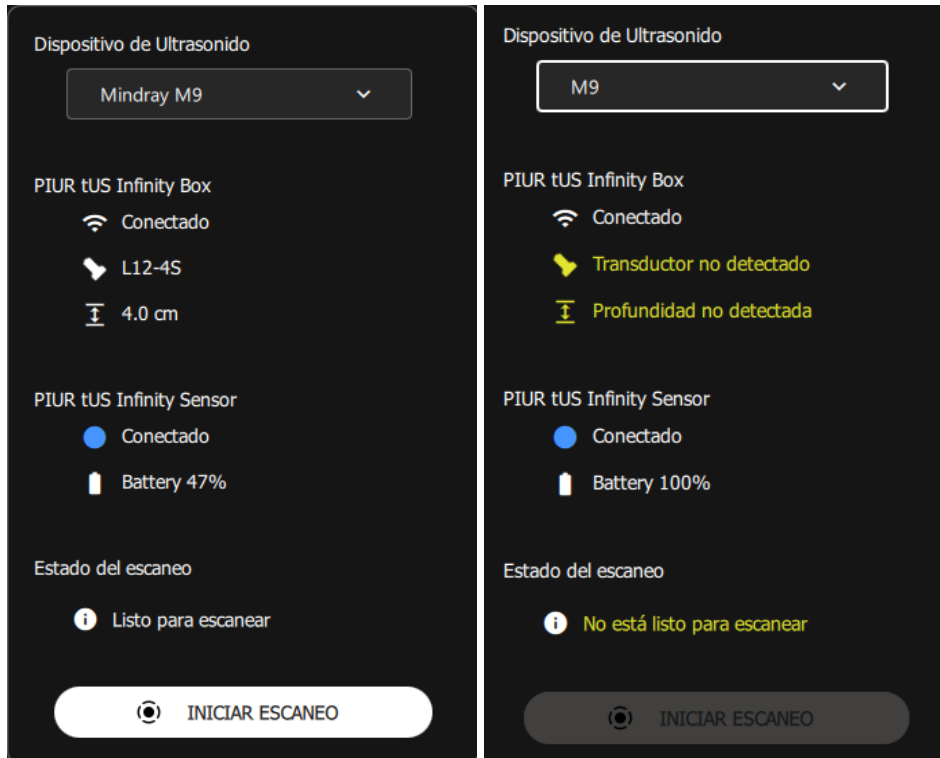 Dispositivo de Ultrasonido
Mindray M9
PIUR tUS Infinity Box
Conectado
L12-4S
4.0 cm
PIUR tUS Infinity Sensor
Conectado
Battery 47%
Estado del escaneo
Listo para escanear
INICIAR ESCANEO
Dispositivo de Ultrasonido
M9
PIUR tUS Infinity Box
Conectado
Transductor no detectado
Profundidad no detectada
PIUR tUS Infinity Sensor
Conectado
Battery 100%
Estado del escaneo
No está listo para escanear
INICIAR ESCANEO